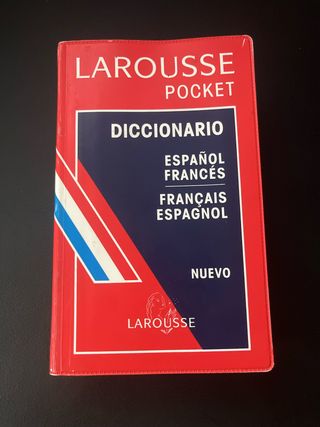 LAROUSSE
POCKET
DICCIONARIO
ESPAÑOL
FRANCÉS
FRANÇAIS
ESPAGNOL
NUEVO
LAROUSSE